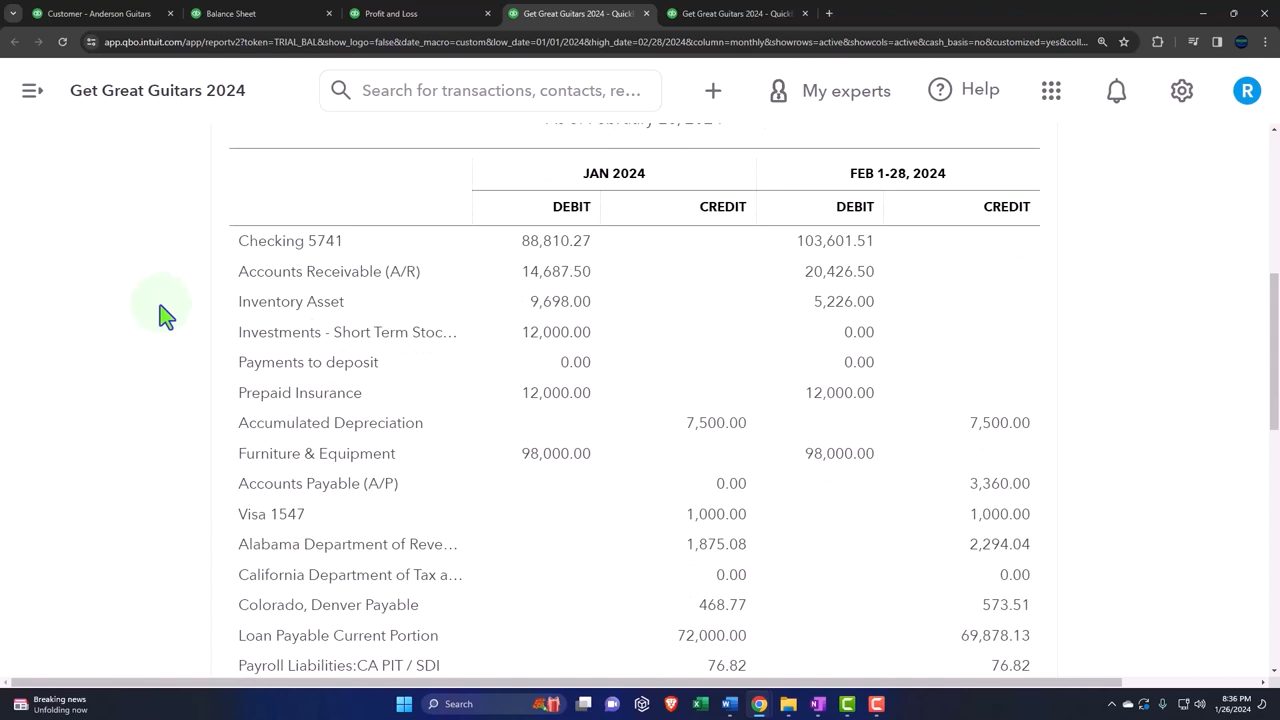 Customer - Anderson Guitars
Balance Sheet
Profit and Loss
Get Great Guitars 2024 - Quick
Get Great Guitars 2024 - Quick
app.qbo.intuit.com/app/reportv2?token=TRIAL_BAL&show_logo=false&date_macro=custom&low_date=01/01/2024&high_date=02/28/2024&column=monthly&showrows=active&showcols=active&cash_basis=no&customized=yes&coll...
Get Great Guitars 2024
Search for transactions, contacts, re...
My experts
Help
R
JAN 2024 FEB 1-28, 2024
DEBIT CREDIT DEBIT CREDIT
Checking 5741 88,810.27 103,601.51
Accounts Receivable (A/R) 14,687.50 20,426.50
Inventory Asset 9,698.00 5,226.00
Investments - Short Term Stoc... 12,000.00 0.00
Payments to deposit 0.00 0.00
Prepaid Insurance 12,000.00 12,000.00
Accumulated Depreciation 7,500.00 7,500.00
Furniture & Equipment 98,000.00 98,000.00
Accounts Payable (A/P) 0.00 3,360.00
Visa 1547 1,000.00 1,000.00
Alabama Department of Reve... 1,875.08 2,294.04
California Department of Tax a... 0.00 0.00
Colorado, Denver Payable 468.77 573.51
Loan Payable Current Portion 72,000.00 69,878.13
Payroll Liabilities:CA PIT / SDI 76.82 76.82
Breaking news
Unfolding now
Search
8:36 PM
1/26/2024